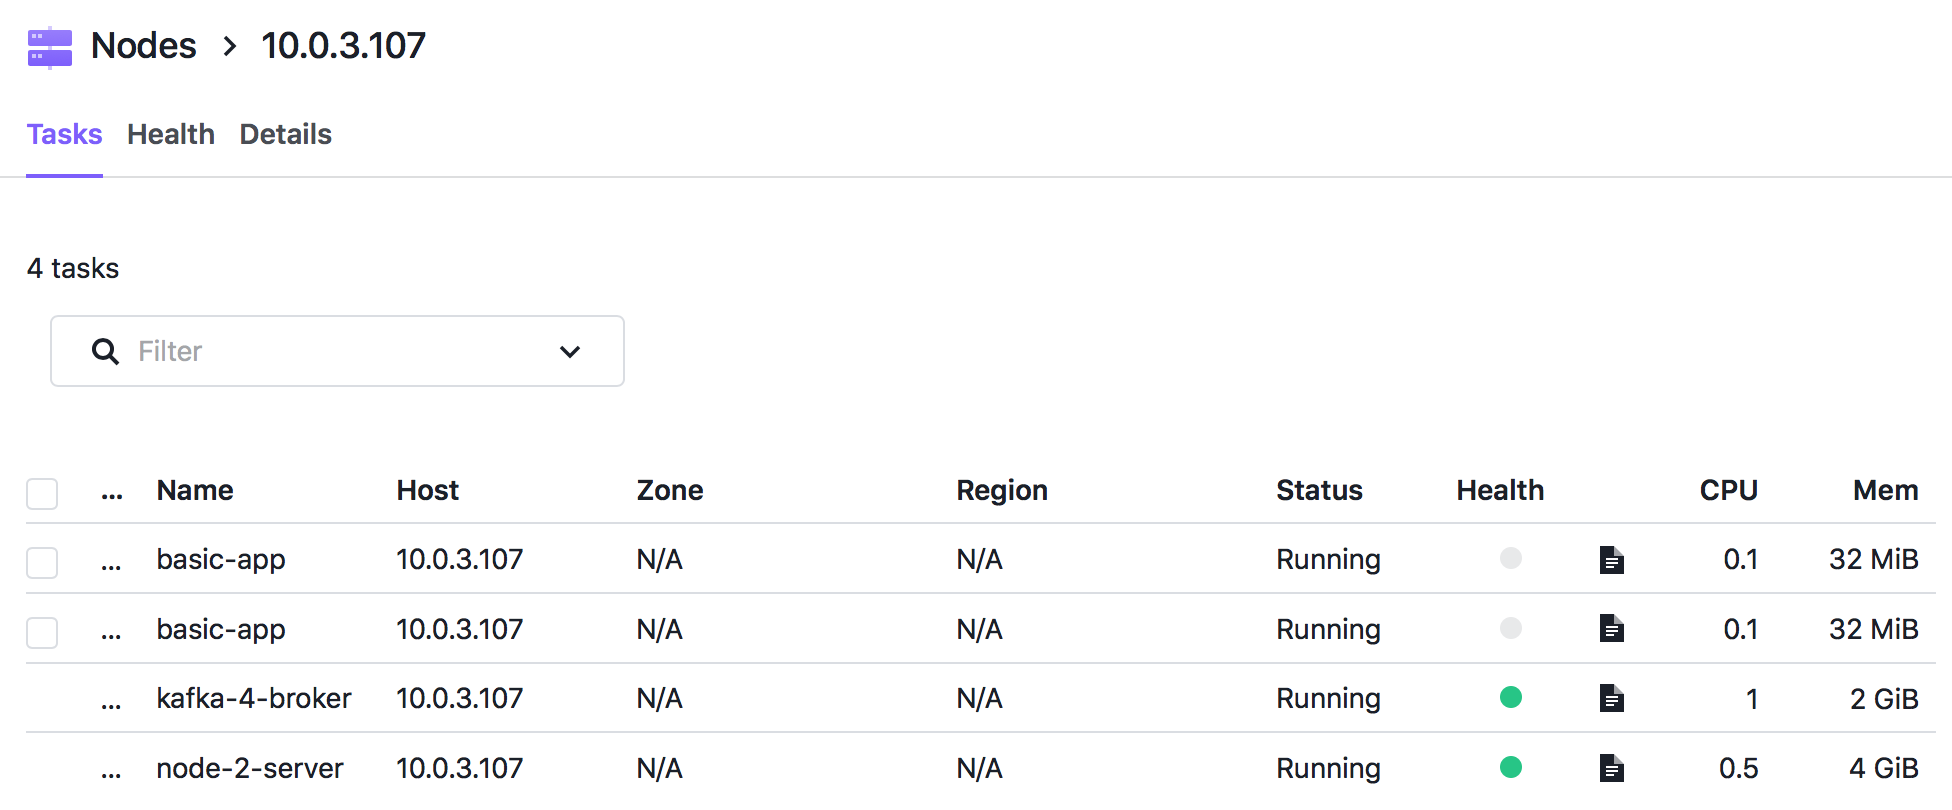 Nodes > 10.0.3.107
Tasks Health Details
4 tasks
Filter
... Name Host Zone Region Status Health CPU Mem
... basic-app 10.0.3.107 N/A N/A Running 0.1 32 MiB
... basic-app 10.0.3.107 N/A N/A Running 0.1 32 MiB
... kafka-4-broker 10.0.3.107 N/A N/A Running 1 2 GiB
... node-2-server 10.0.3.107 N/A N/A Running 0.5 4 GiB